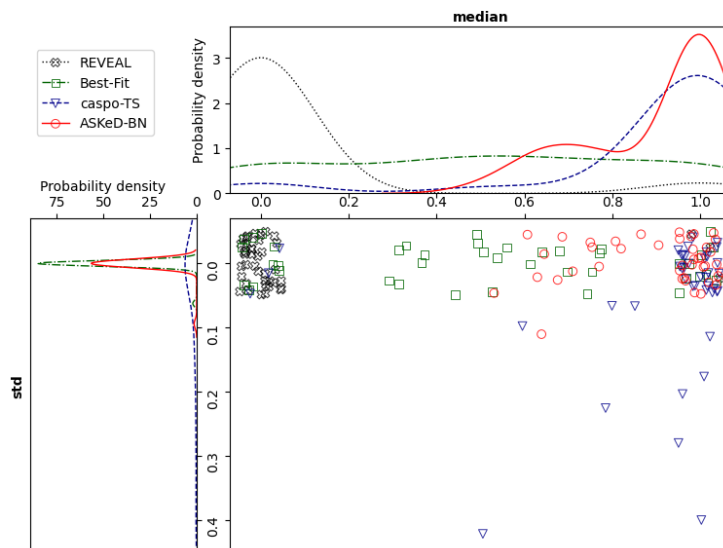 median
REVEAL
Best-Fit
caspo-TS
ASKeD-BN
Probability density
3
2
1
0
0.0 0.2 0.4 0.6 0.8 1.0
Probability density
75 50 25 0
std
0.0
0.1
0.2
0.3
0.4